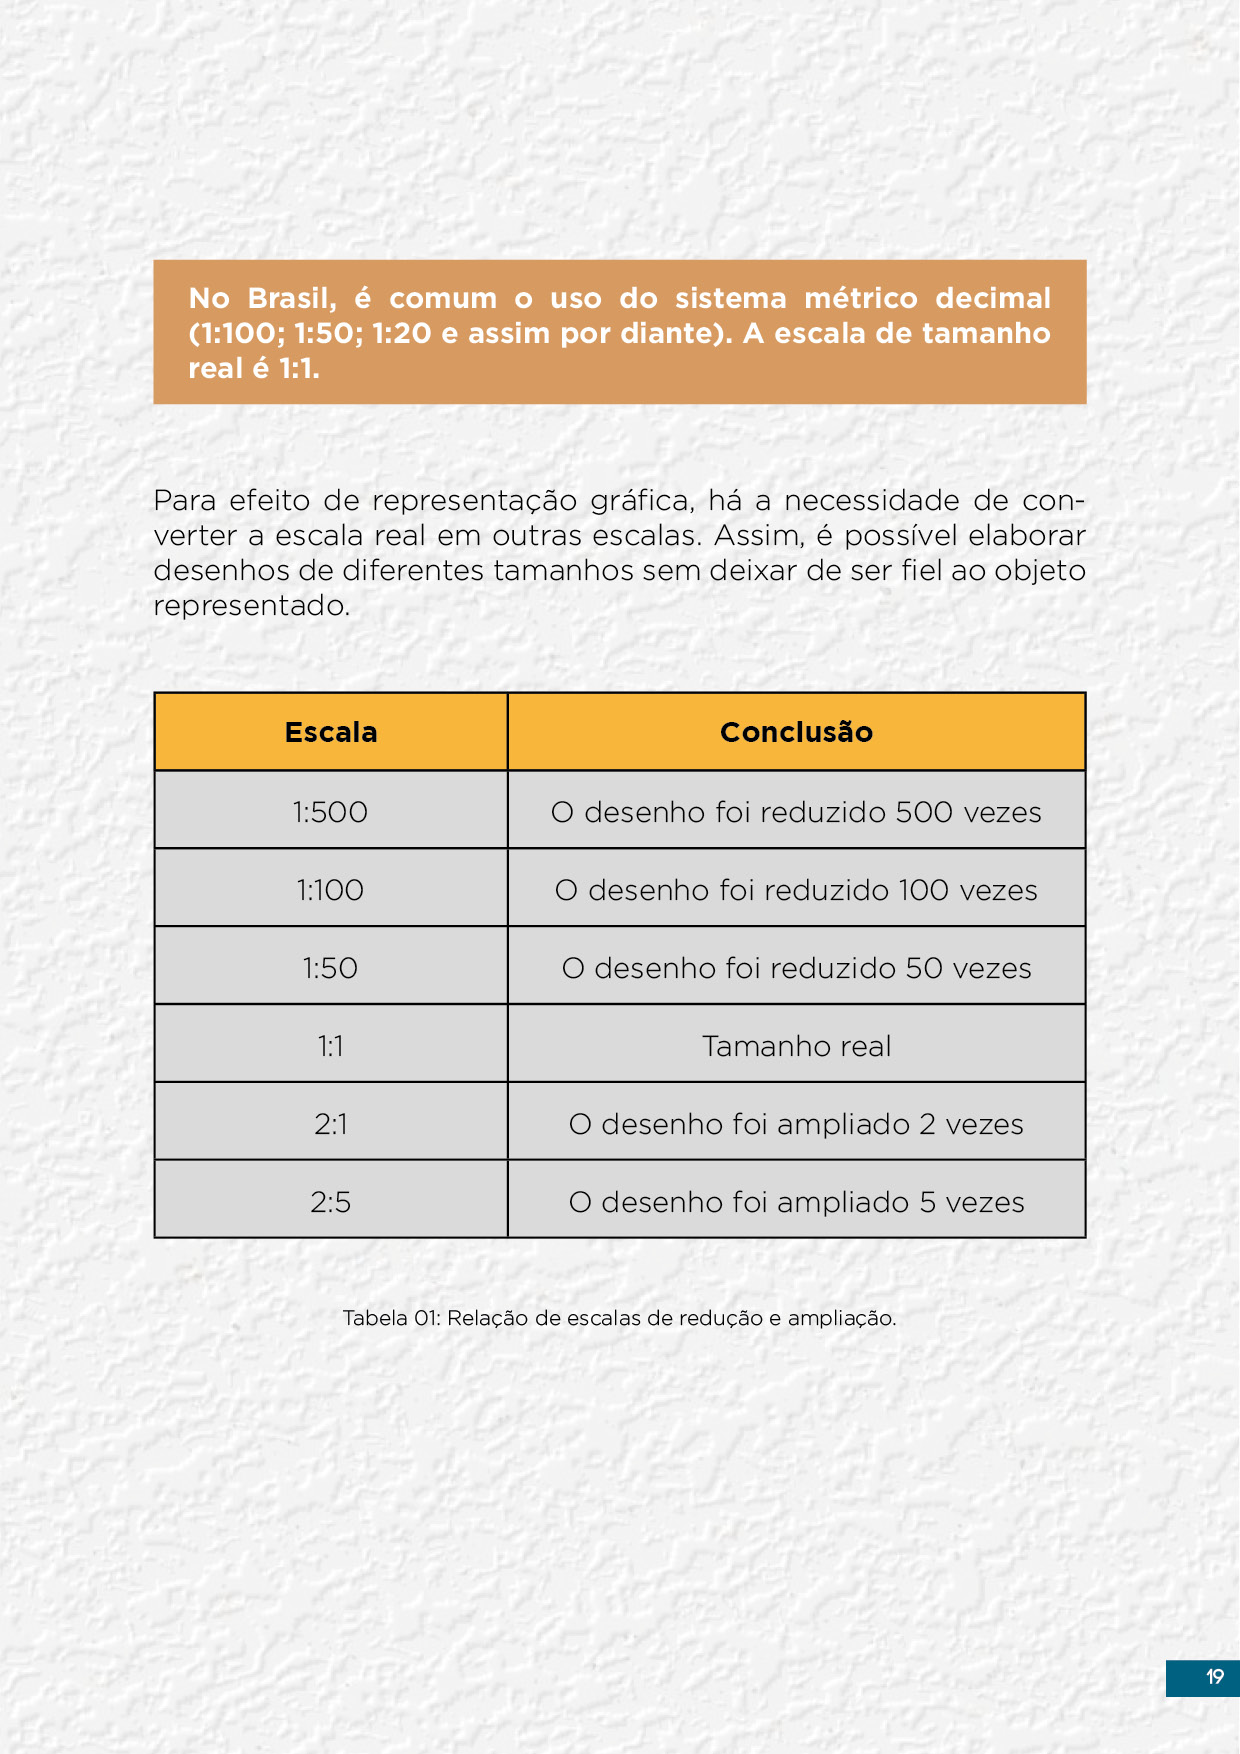 No Brasil, é comum o uso do sistema métrico decimal
(1:100; 1:50; 1:20 e assim por diante). A escala de tamanho
real é 1:1.
Para efeito de representação gráfica, há a necessidade de con-
verter a escala real em outras escalas. Assim, é possível elaborar
desenhos de diferentes tamanhos sem deixar de ser fiel ao objeto
representado.
Escala Conclusão
1:500 O desenho foi reduzido 500 vezes
1:100 O desenho foi reduzido 100 vezes
1:50 O desenho foi reduzido 50 vezes
1:1 Tamanho real
2:1 O desenho foi ampliado 2 vezes
2:5 O desenho foi ampliado 5 vezes
Tabela 01: Relação de escalas de redução e ampliação.
19